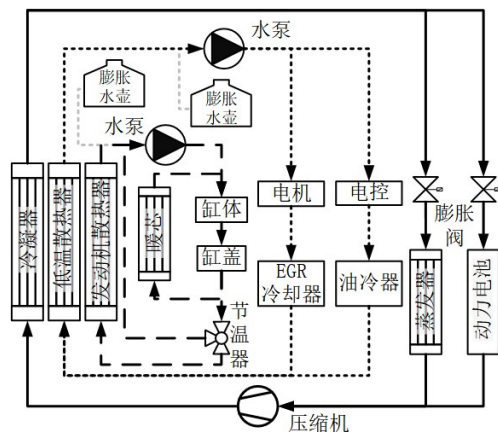 水泵
膨胀
水壶
膨胀
水壶
水泵
冷凝器
低温散热器
发动机散热器
暖芯
缸体
缸盖
节
温
器
电机
电控
EGR
冷却器
油冷器
膨胀
阀
蒸发器
动力电池
压缩机